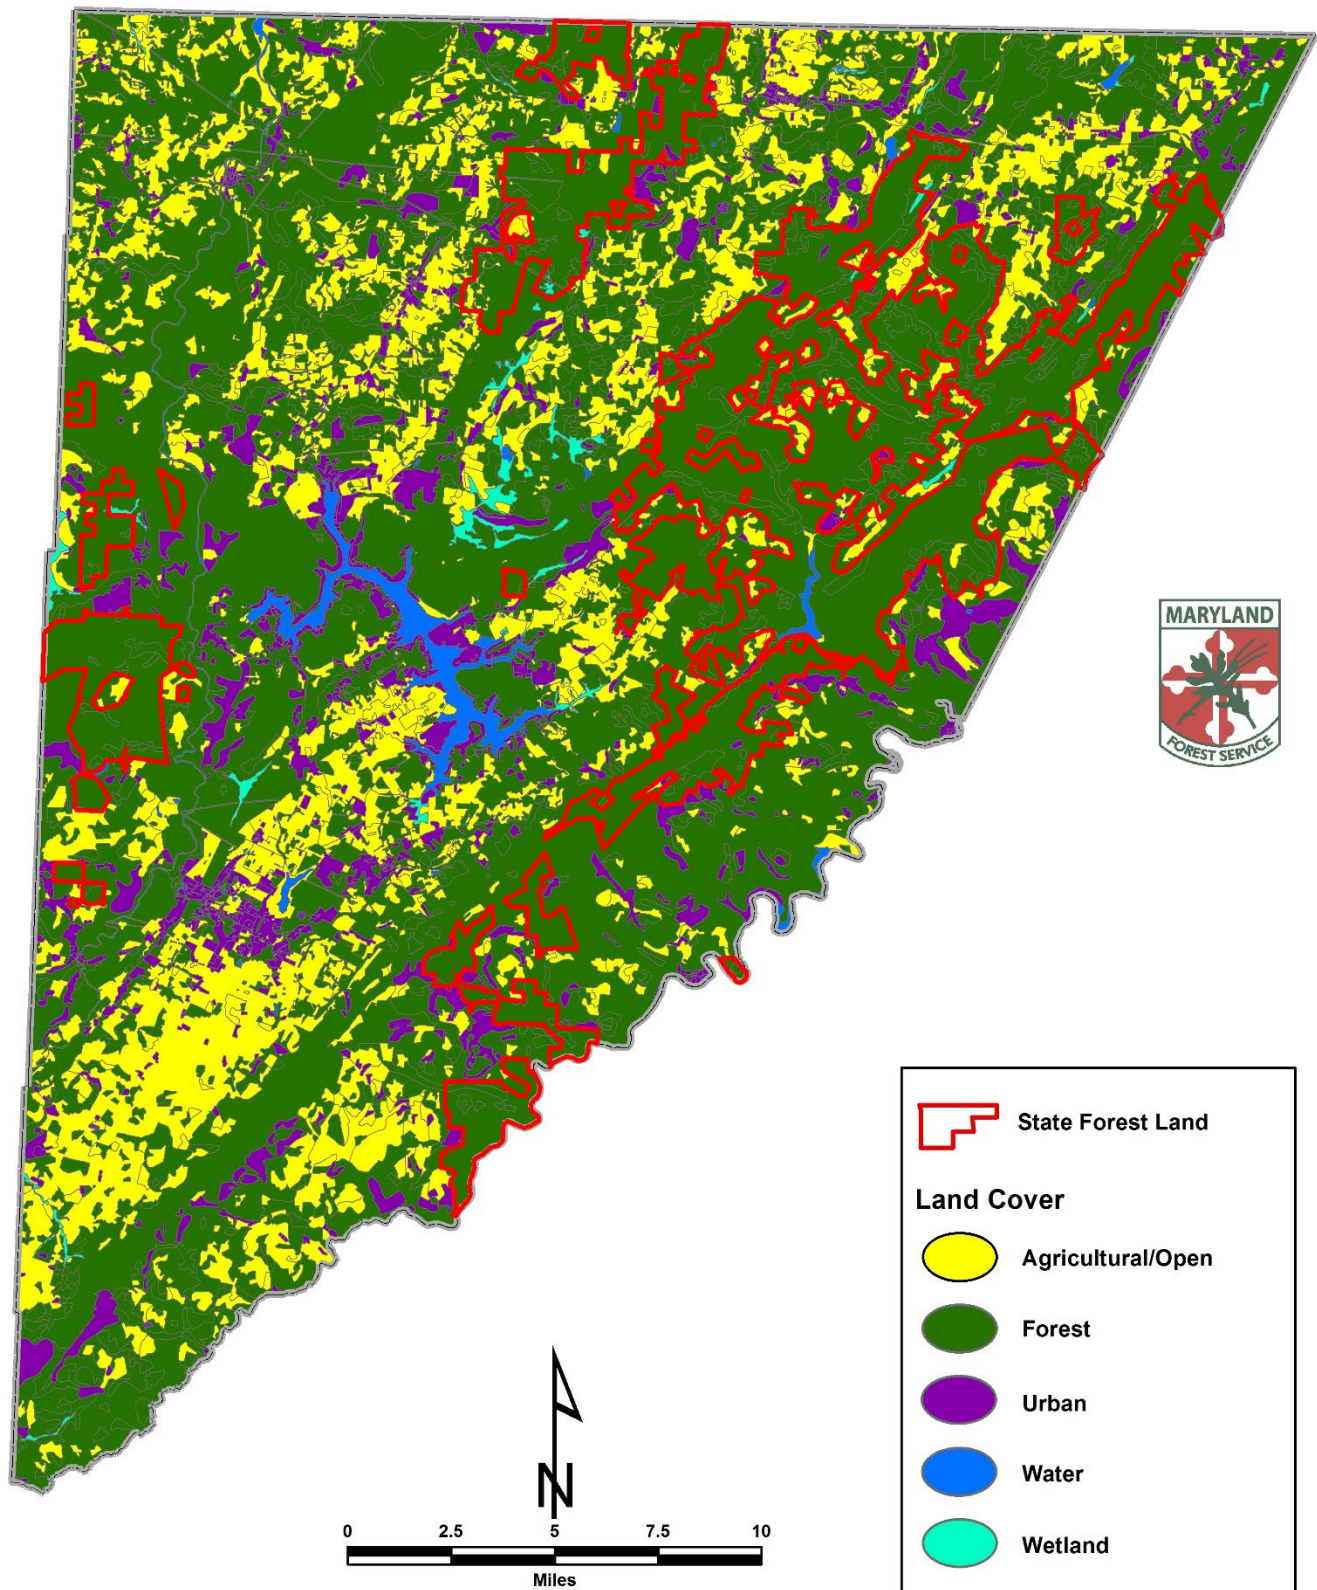 MARYLAND
FOREST SERVICE
State Forest Land
Land Cover
Agricultural/Open
Forest
Urban
Water
Wetland
N
0 2.5 5 7.5 10
Miles